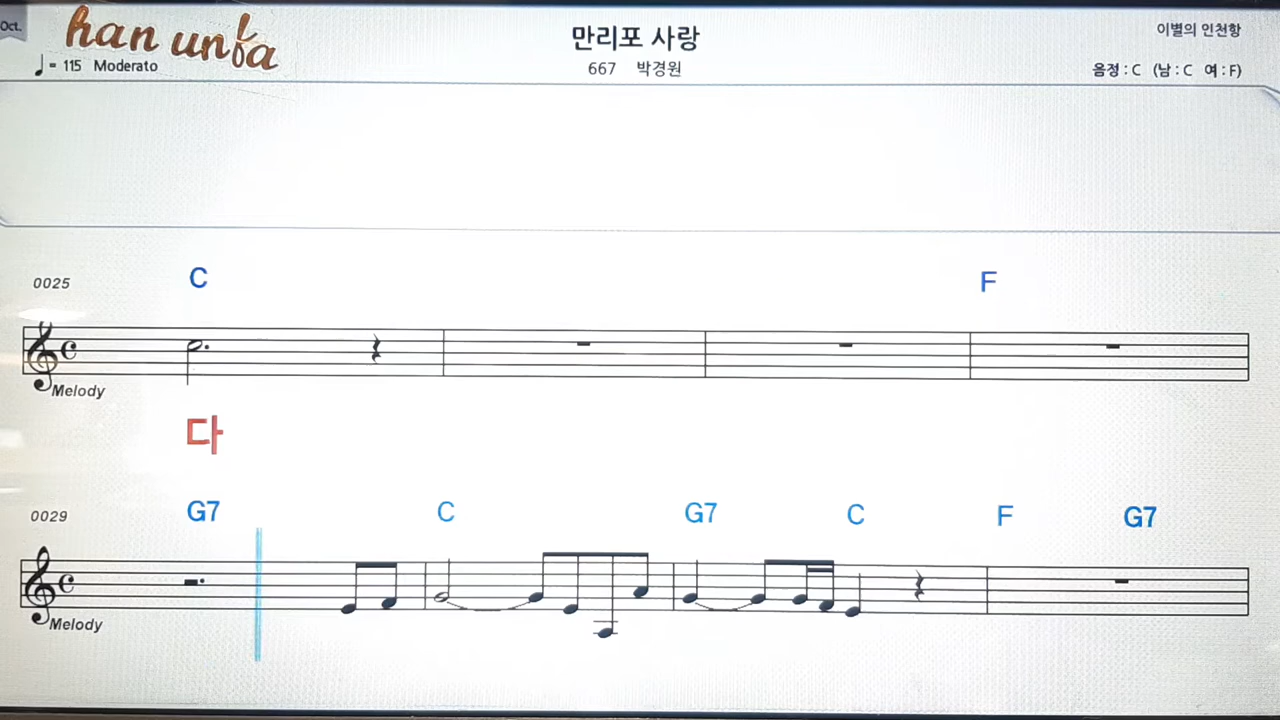 Oct.
han unfa
만리포 사랑
이별의 인천항
= 115 Moderato
667 박경원
음정 : C (남 : C 여 : F)
0025 C F
Melody
다
0029 G7 C G7 C F G7
Melody